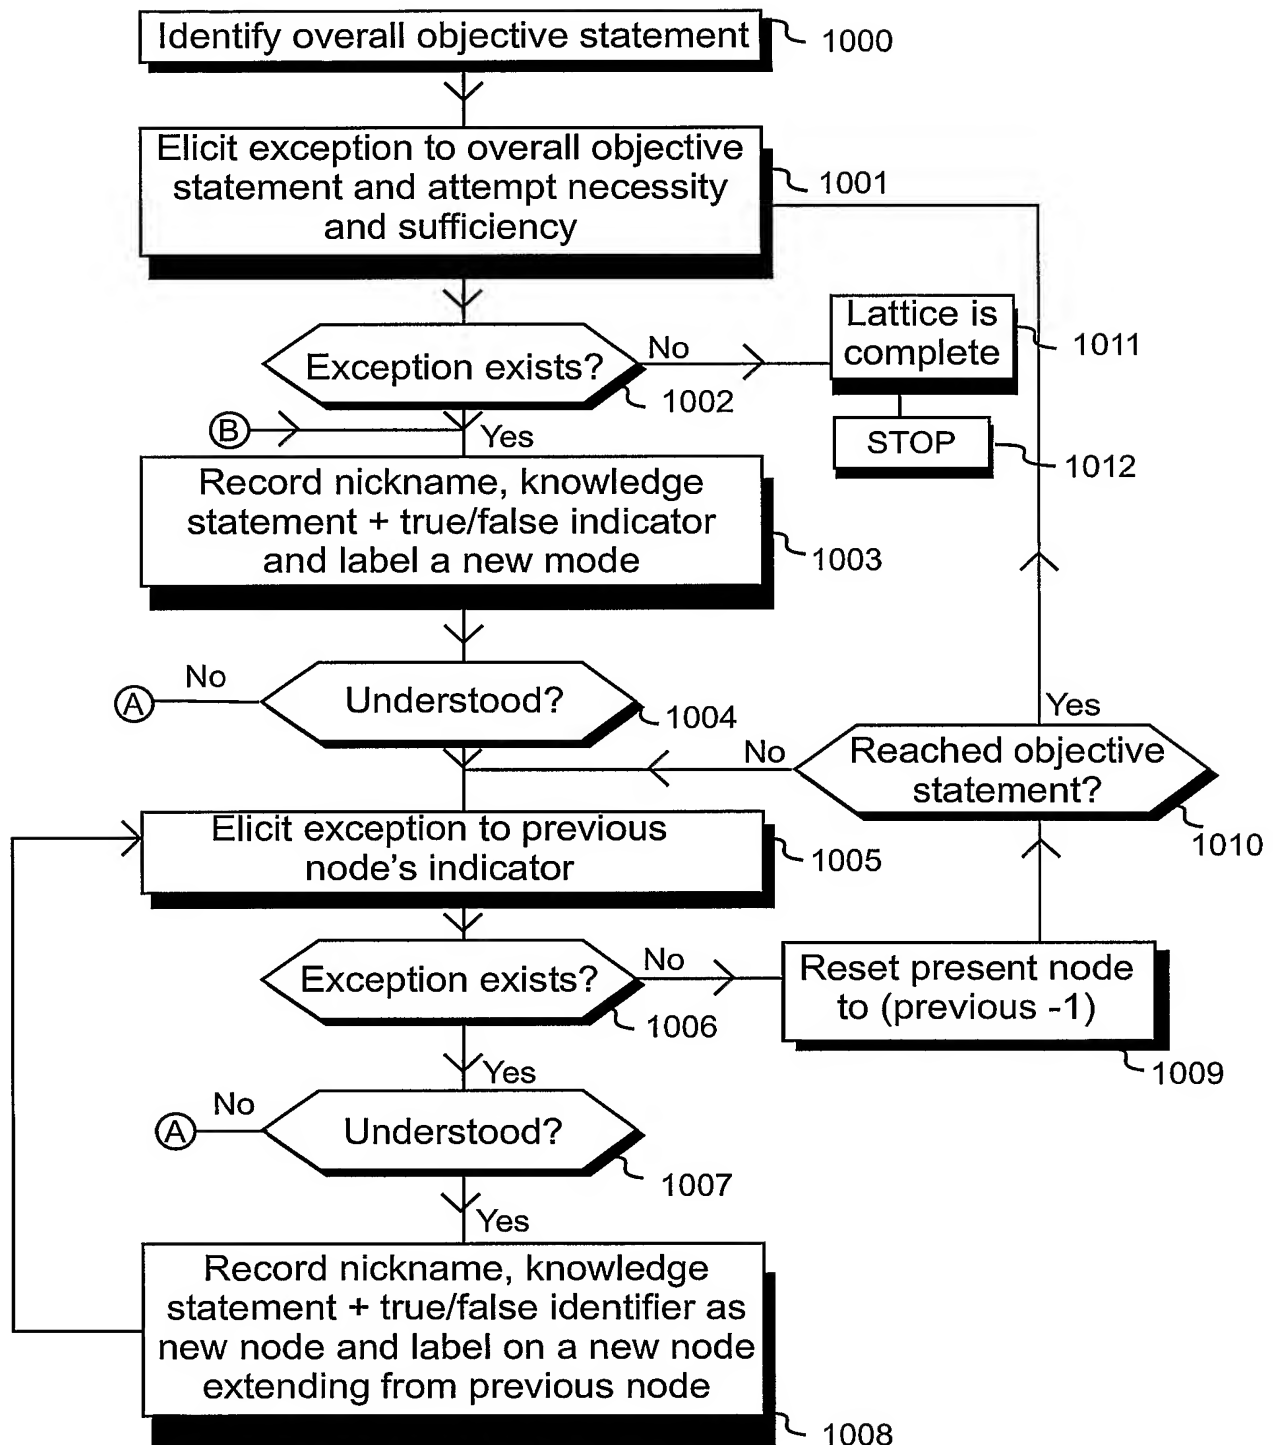 Identify overall objective statement
1000
Elicit exception to overall objective
statement and attempt necessity
and sufficiency
1001
Exception exists?
No
1002
Lattice is
complete
1011
STOP
1012
B
Yes
Record nickname, knowledge
statement + true/false indicator
and label a new mode
1003
No
A
Understood?
1004
Yes
No
Reached objective
statement?
1010
Elicit exception to previous
node's indicator
1005
Exception exists?
No
1006
Reset present node
to (previous -1)
1009
Yes
No
A
Understood?
1007
Yes
Record nickname, knowledge
statement + true/false identifier as
new node and label on a new node
extending from previous node
1008